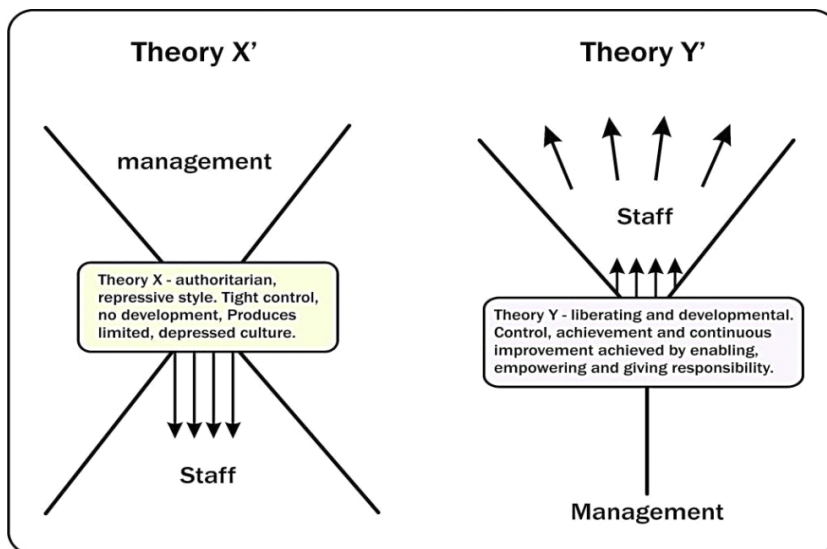 Theory X'
management
Theory X - authoritarian,
repressive style. Tight control,
no development, Produces
limited, depressed culture.
Staff
Theory Y'
Staff
Theory Y - liberating and developmental.
Control, achievement and continuous
improvement achieved by enabling,
empowering and giving responsibility.
Management